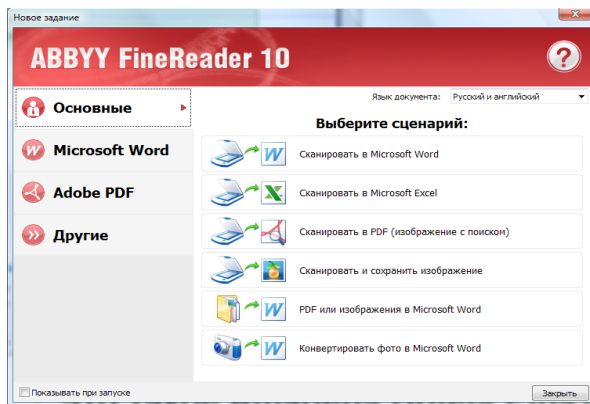 Новое задание
ABBYY FineReader 10
?
Язык документа: Русский и английский
Основные
Microsoft Word
Adobe PDF
Другие
Выберите сценарий:
Сканировать в Microsoft Word
Сканировать в Microsoft Excel
Сканировать в PDF (изображение с поиском)
Сканировать и сохранить изображение
PDF или изображения в Microsoft Word
Конвертировать фото в Microsoft Word
Показывать при запуске
Закрыть